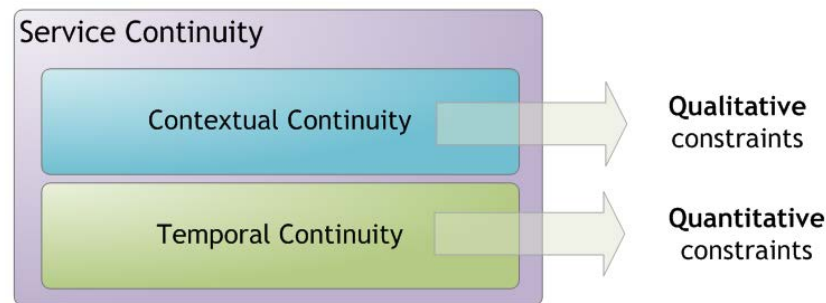 Service Continuity
Contextual Continuity
Qualitative
constraints
Temporal Continuity
Quantitative
constraints